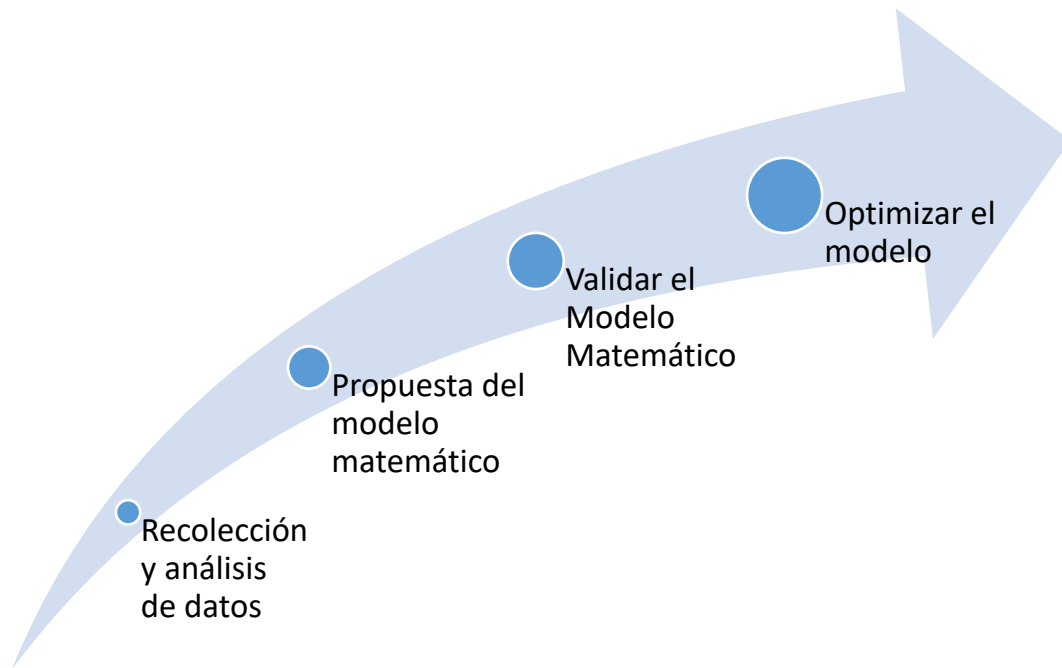 Recolección
y análisis
de datos
Propuesta del
modelo
matemático
Validar el
Modelo
Matemático
Optimizar el
modelo